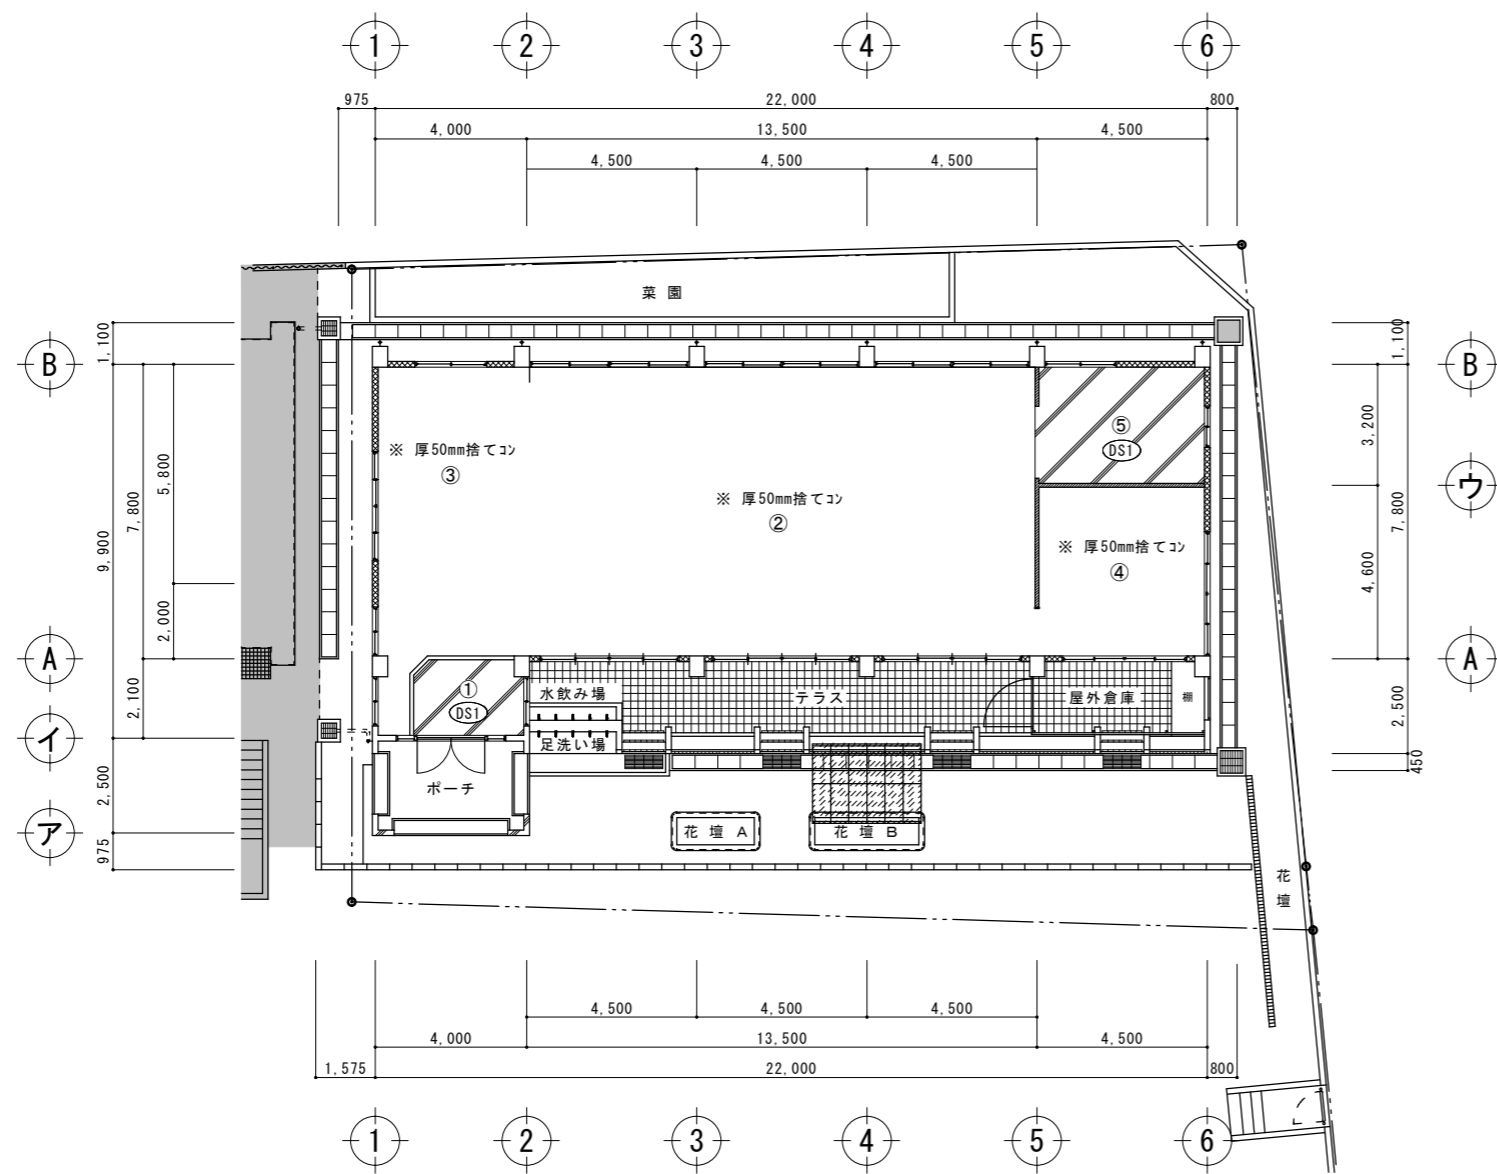 1 2 3 4 5 6
975 22,000 800
4,000 13,500 4,500
4,500 4,500 4,500
菜園
1,100 1,100
B B
※ 厚50mm捨てコン
③
⑤
DS1
3,200
5,800
7,800
9,900
※ 厚50mm捨てコン
②
ウ
7,800
※ 厚50mm捨てコン
④
4,600
2,000
A A
①
DS1
水飲み場
テラス
屋外倉庫
棚
2,100
2,500
イ
足洗い場
450
ポーチ
2,500
ア
花壇 A
花壇 B
975
花壇
4,500 4,500 4,500
4,000 13,500 4,500
1,575 22,000 800
1 2 3 4 5 6